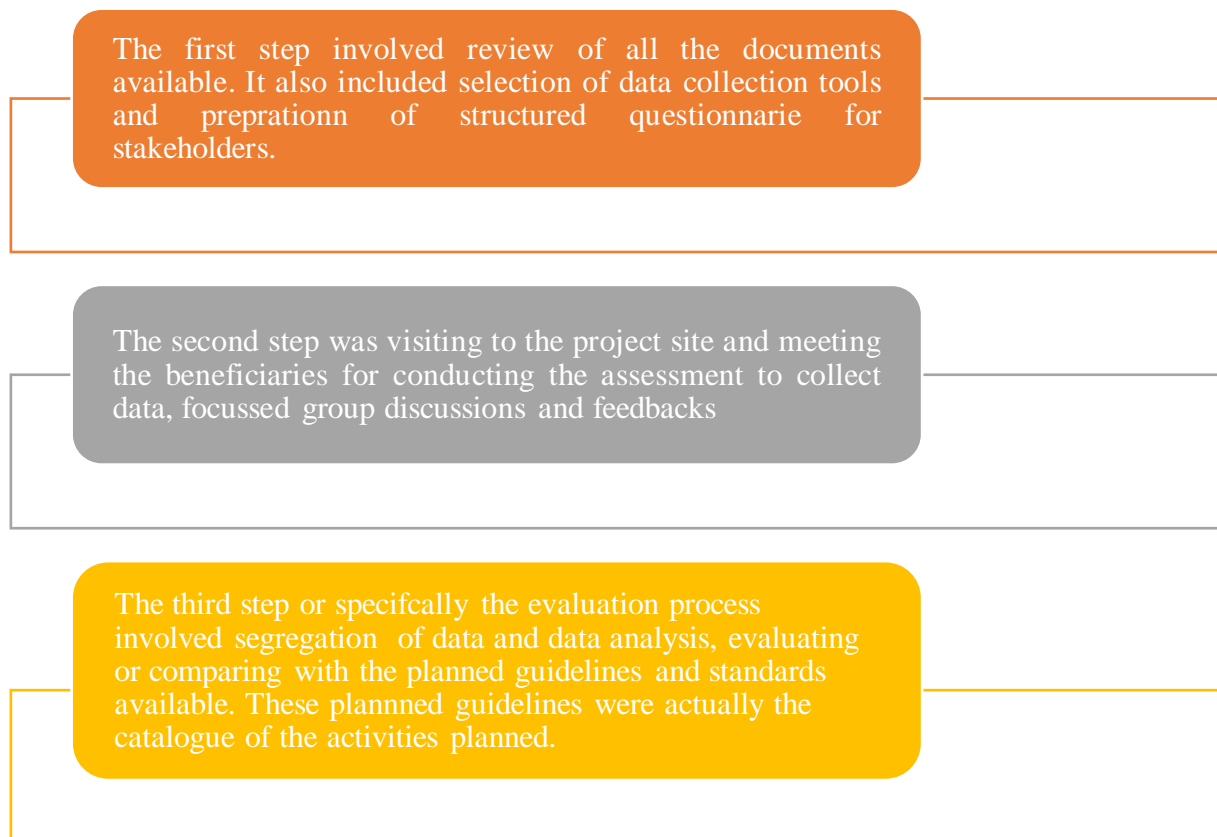 The first step involved review of all the documents
available. It also included selection of data collection tools
and preprationn of structured questionnarie for
stakeholders.
The second step was visiting to the project site and meeting
the beneficiaries for conducting the assessment to collect
data, focussed group discussions and feedbacks
The third step or specifcally the evaluation process
involved segregation of data and data analysis, evaluating
or comparing with the planned guidelines and standards
available. These plannned guidelines were actually the
catalogue of the activities planned.